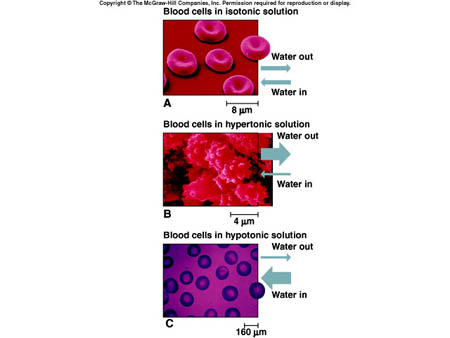 Copyright © The McGraw-Hill Companies, Inc. Permission required for reproduction or display.
Blood cells in isotonic solution
Water out
Water in
A
8 µm
Blood cells in hypertonic solution
Water out
Water in
B
4 µm
Blood cells in hypotonic solution
Water out
Water in
C
160 µm